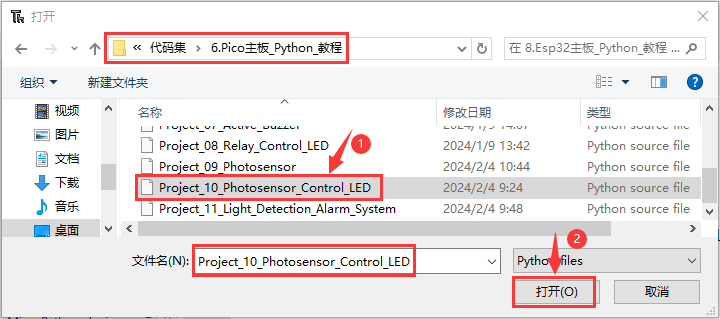 打开
« 代码集 › 6.Pico主板_Python_教程
在 8.Esp32主板_Python_教程 ...
组织 新建文件夹
视频
图片
文档
下载
音乐
桌面
名称 修改日期 类型
Project_07_Active_Buzzer 2024/1/9 14:07 Python source file
Project_08_Relay_Control_LED 2024/1/9 13:42 Python source file
Project_09_Photosensor 2024/2/4 10:44 Python source file
1
Project_10_Photosensor_Control_LED 2024/2/4 9:24 Python source file
Project_11_Light_Detection_Alarm_System 2024/2/4 9:48 Python source file
2
文件名(N): Project_10_Photosensor_Control_LED Python files
打开(O) 取消